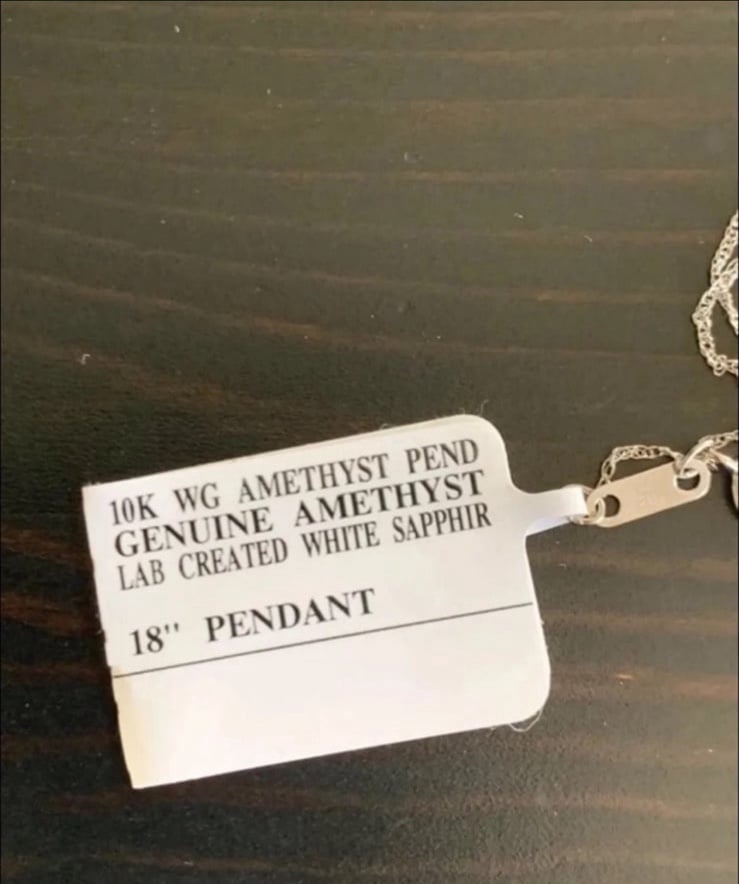 10K WG AMETHYST PEND
GENUINE AMETHYST
LAB CREATED WHITE SAPPHIR
18" PENDANT